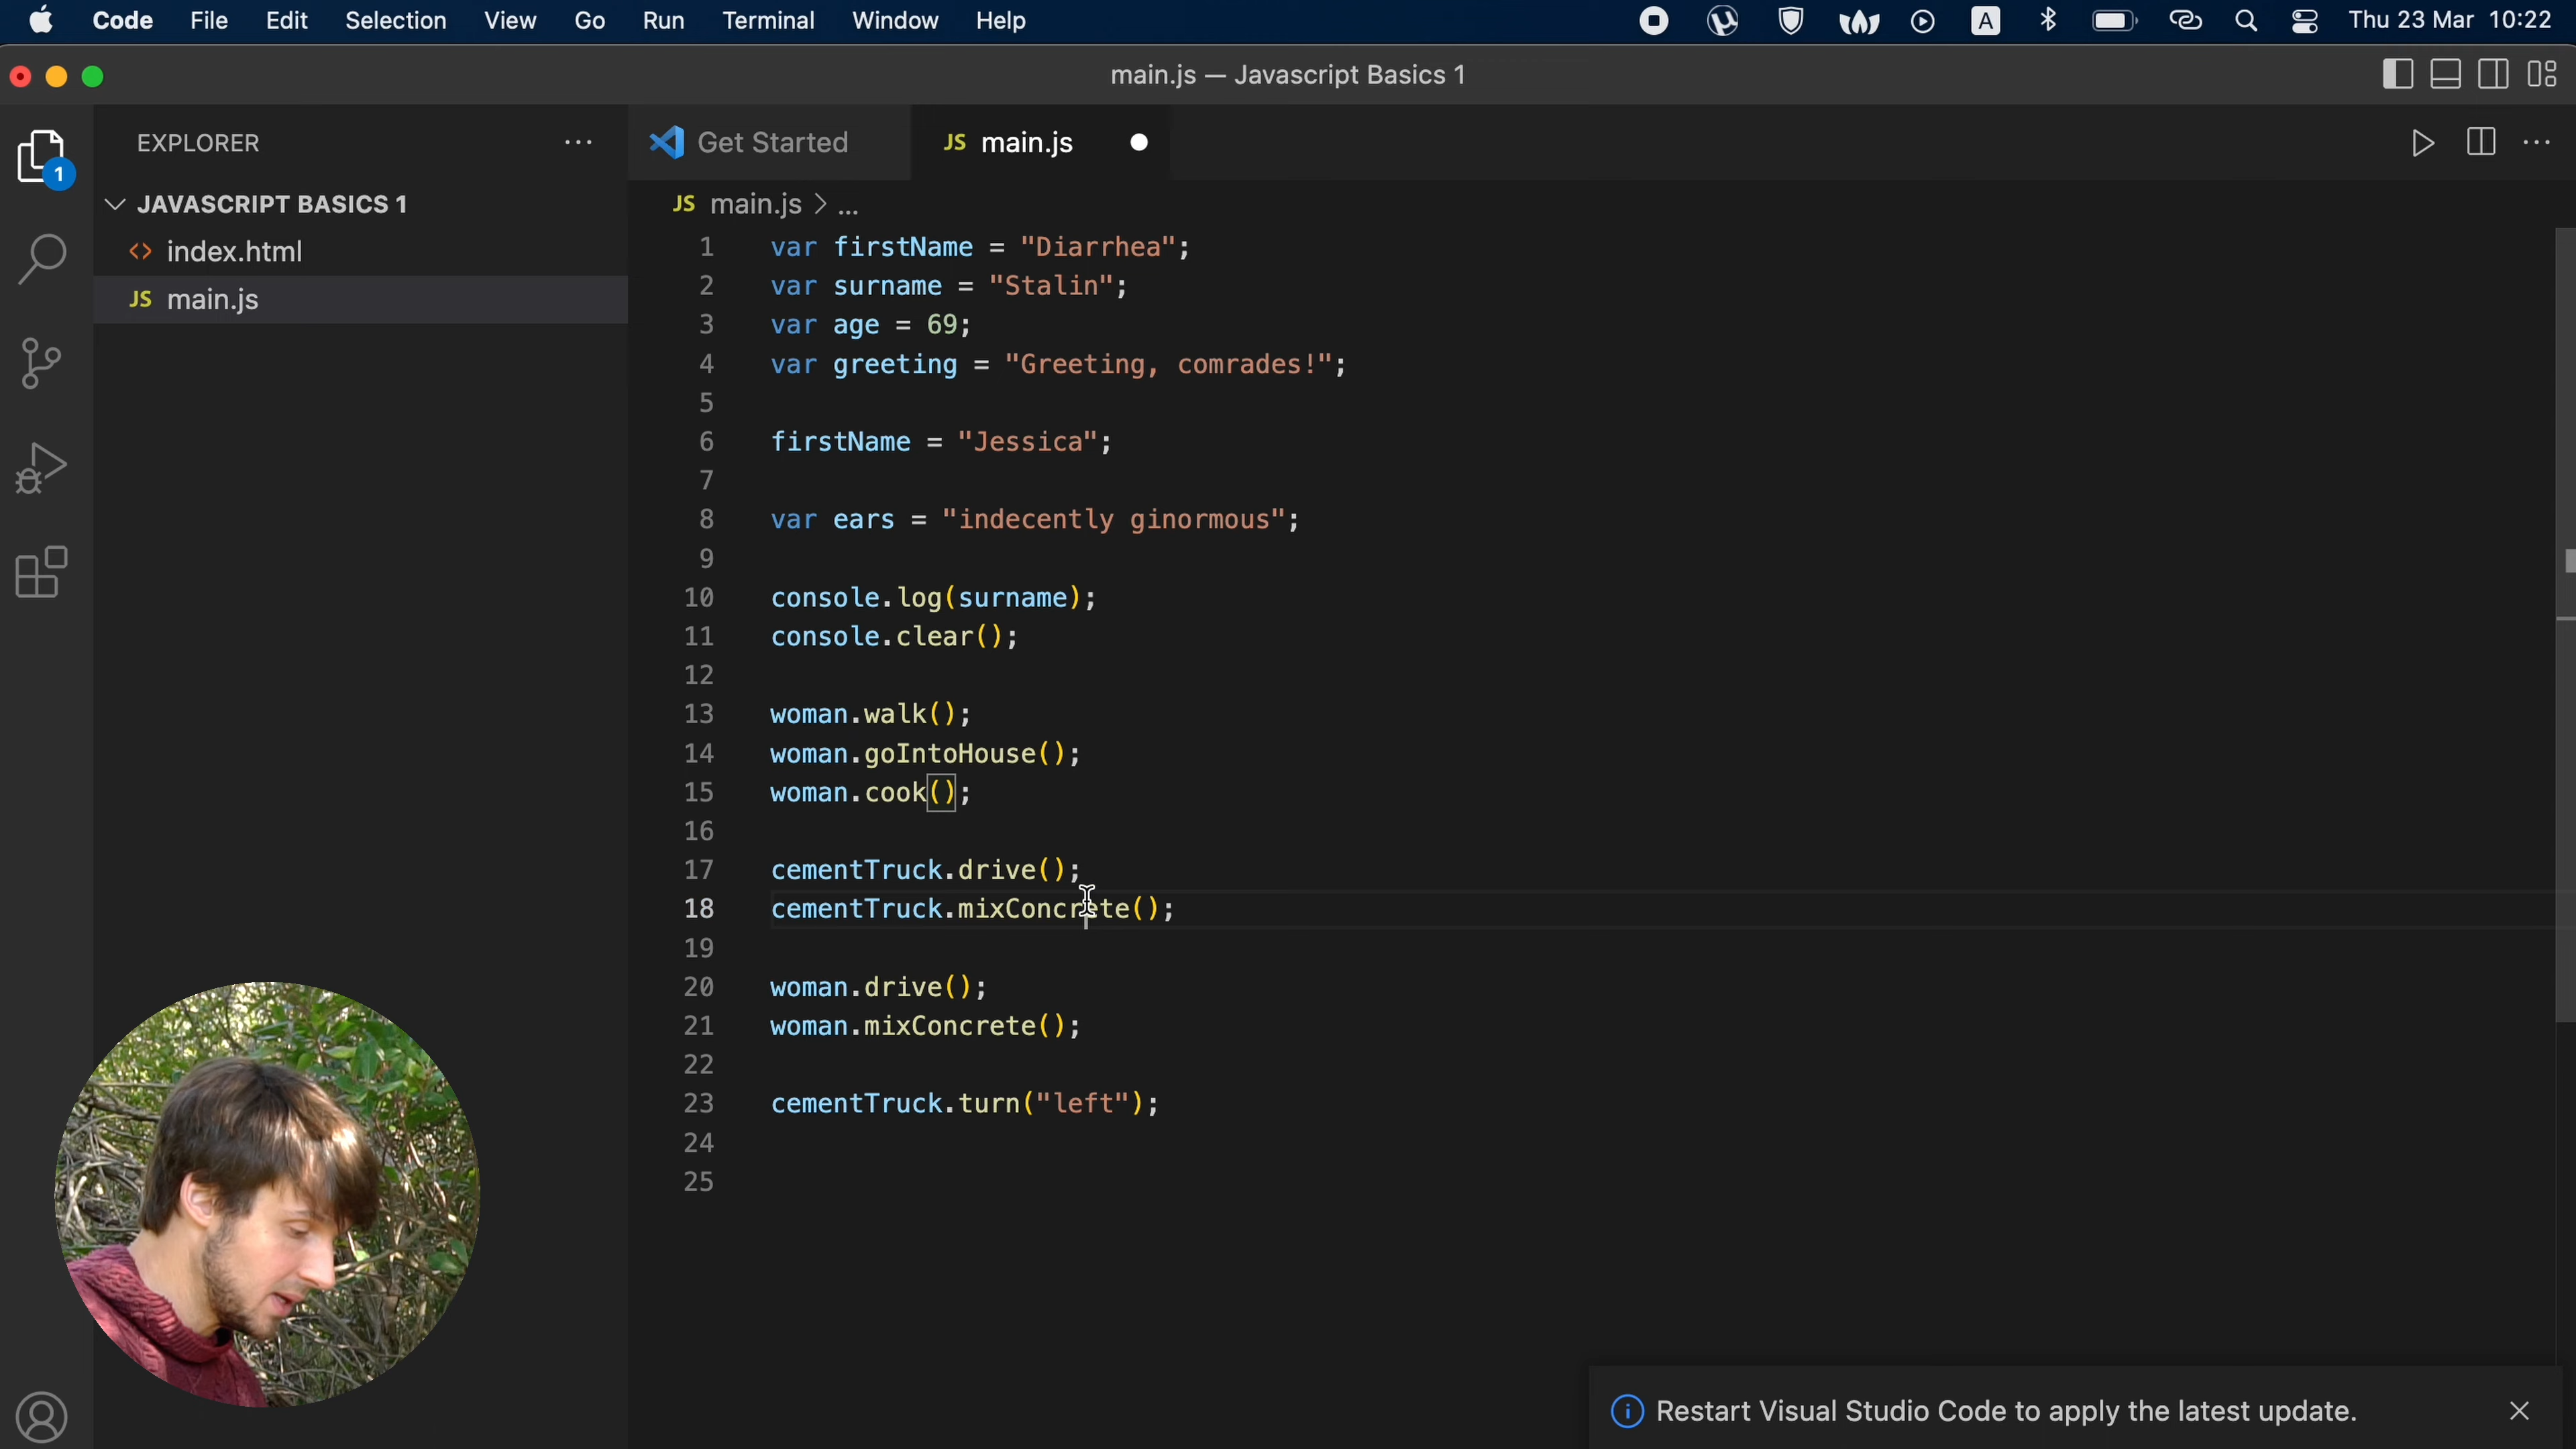 Code File Edit Selection View Go Run Terminal Window Help A Thu 23 Mar 10:22
main.js — Javascript Basics 1
EXPLORER ...
Get Started
JS main.js
1
JAVASCRIPT BASICS 1
<> index.html
JS main.js
JS main.js > ...
1 var firstName = "Diarrhea";
2 var surname = "Stalin";
3 var age = 69;
4 var greeting = "Greeting, comrades!";
5
6 firstName = "Jessica";
7
8 var ears = "indecently ginormous";
9
10 console.log(surname);
11 console.clear();
12
13 woman.walk();
14 woman.goIntoHouse();
15 woman.cook();
16
17 cementTruck.drive();
18 cementTruck.mixConcrete();
19
20 woman.drive();
21 woman.mixConcrete();
22
23 cementTruck.turn("left");
24
25
Restart Visual Studio Code to apply the latest update.